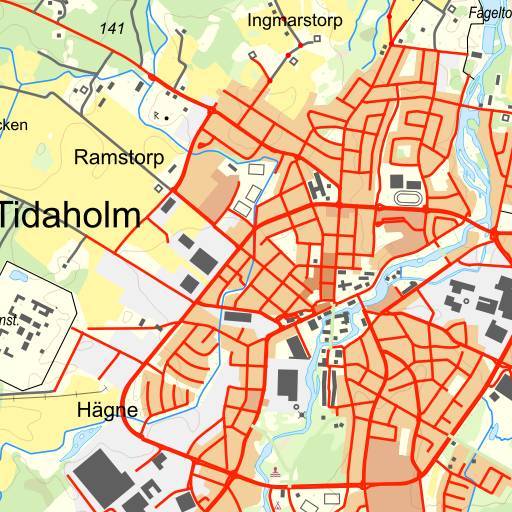 Ingmarstorp
141
Fågelto
cken
Ramstorp
Tidaholm
nst.
Hägne